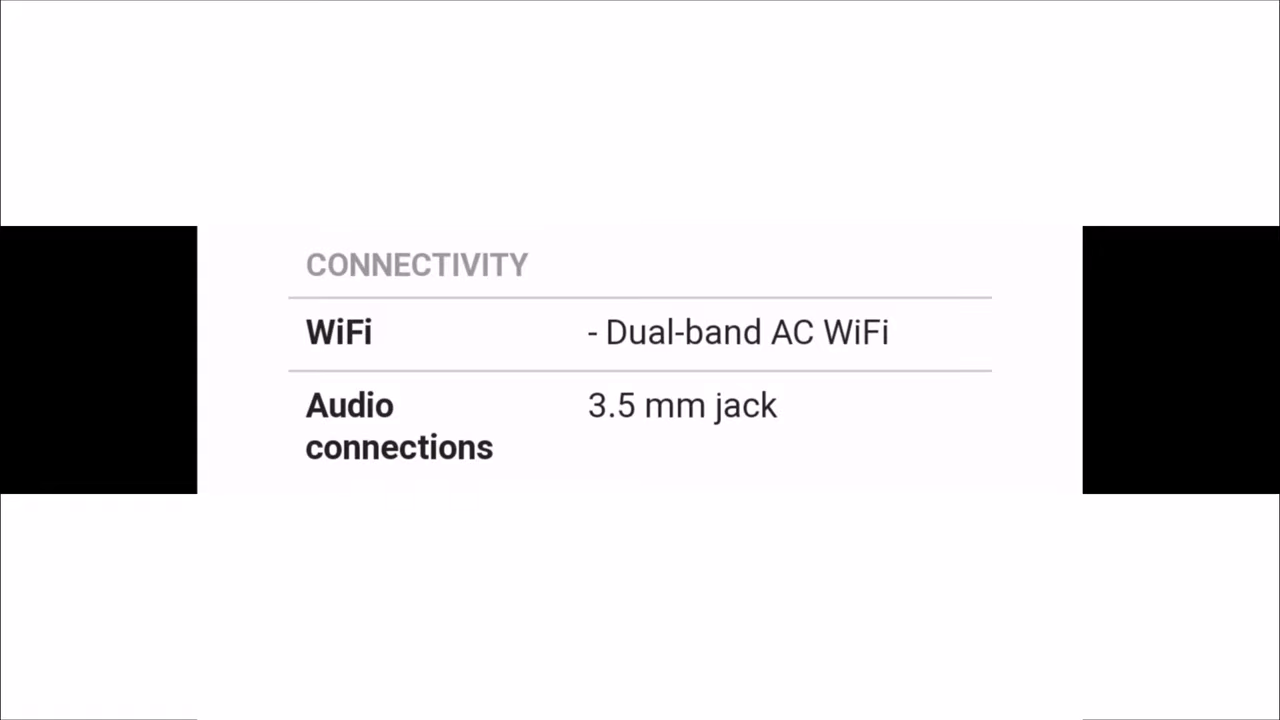 CONNECTIVITY
WiFi - Dual-band AC WiFi
Audio 3.5 mm jack
connections